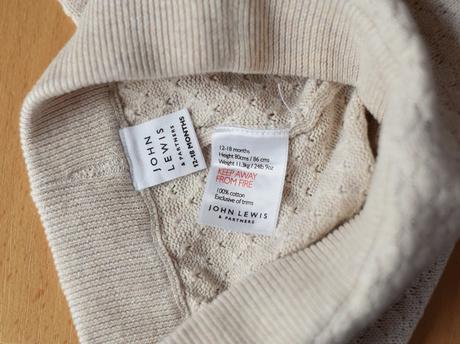 JOHN
LEWIS
& PARTNERS
12-18 MONTHS
12-18 months
Height 80cms / 86 cms
Weight 11.3kg / 24lb 9oz
KEEP AWAY
FROM FIRE
100% cotton
Exclusive of trims
JOHN LEWIS
& PARTNERS